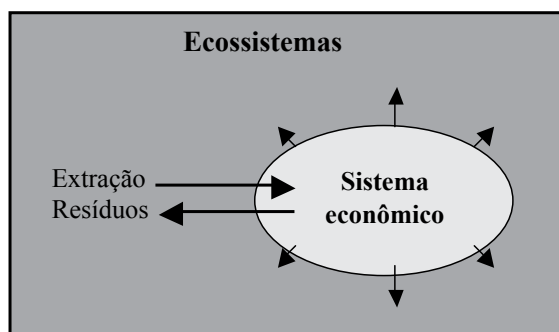 Ecossistemas
Extração
Resíduos
Sistema
econômico